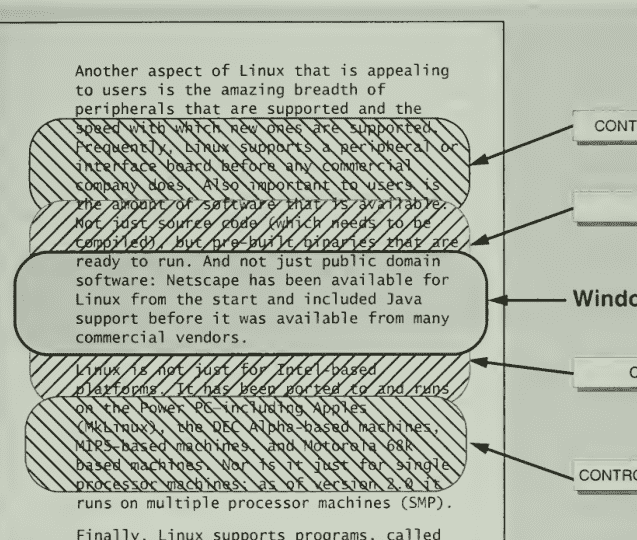 Another aspect of Linux that is appealing
to users is the amazing breadth of
peripherals that are supported and the
speed with which new ones are supported.
Frequently, Linux supports a peripheral or
interface board before any commercial
company does. Also important to users is
the amount of software that is available.
Not just source code (which needs to be
compiled), but pre-built binaries that are
ready to run. And not just public domain
software: Netscape has been available for
Linux from the start and included Java
support before it was available from many
commercial vendors.
Linux is not just for Intel-based
platforms. It has been ported to and runs
on the Power PC-including Apples
(MkLinux), the DEC Alpha-based machines,
MIPS-based machines, and Motorola 68k
based machines. Nor is it just for single
processor machines; as of version 2.0 it
runs on multiple processor machines (SMP).
Finally, Linux supports programs, called
CONT
Windo
C
CONTRO